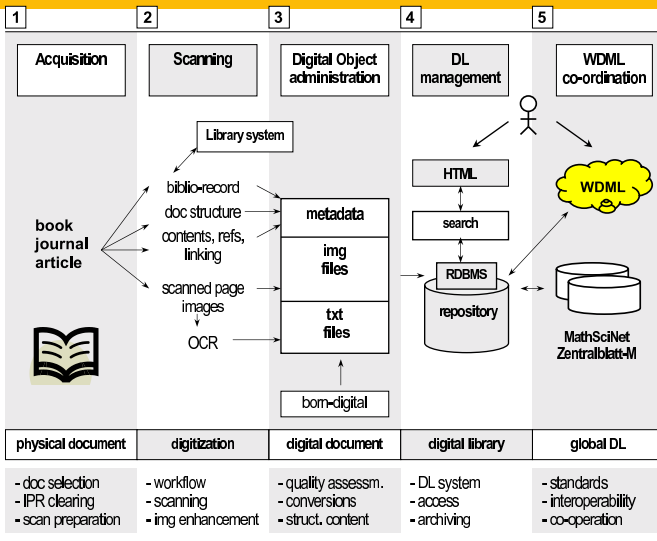 1
2
3
4
5
Acquisition
Scanning
Digital Object
administration
DL
management
WDML
co-ordination
Library system
biblio-record
doc structure
contents, refs,
linking
scanned page
images
OCR
book
journal
article
metadata
img
files
txt
files
born-digital
HTML
search
RDBMS
repository
WDML
MathSciNet
Zentralblatt-M
physical document
digitization
digital document
digital library
global DL
- doc selection
- IPR clearing
- scan preparation
- workflow
- scanning
- img enhancement
- quality assessm.
- conversions
- struct. content
- DL system
- access
- archiving
- standards
- interoperability
- co-operation